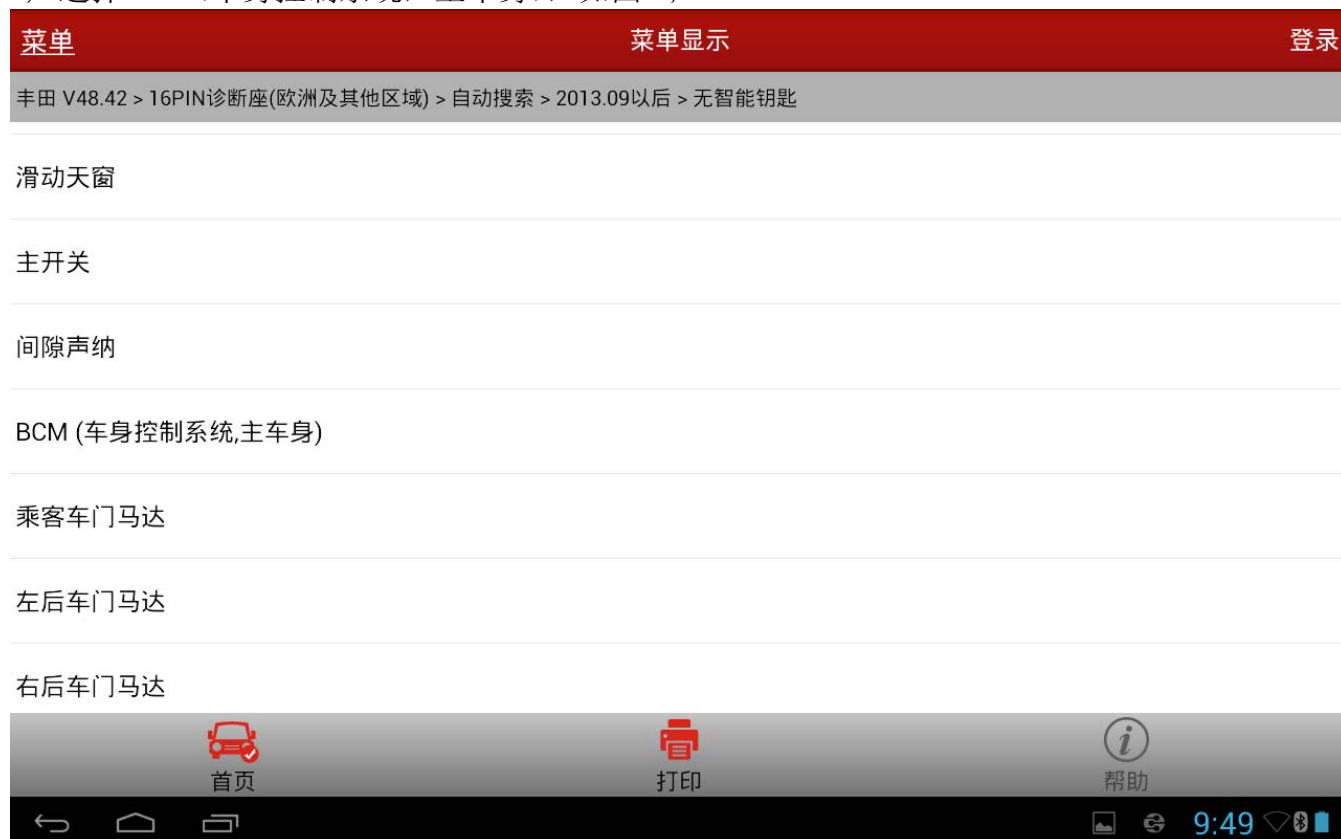 菜单 菜单显示 登录
丰田 V48.42 > 16PIN诊断座(欧洲及其他区域) > 自动搜索 > 2013.09以后 > 无智能钥匙
滑动天窗
主开关
间隙声纳
BCM (车身控制系统,主车身)
乘客车门马达
左后车门马达
右后车门马达
首页 打印 帮助
9:49